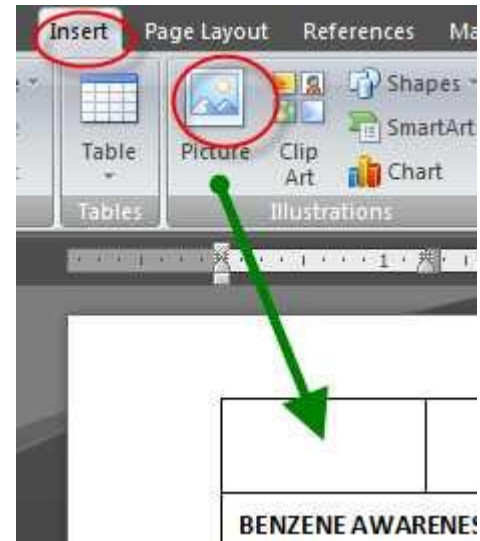 Insert Page Layout References Ma
Shapes
SmartArt
Table Picture Clip Art Chart
Tables Illustrations
1
BENZENE AWARENES